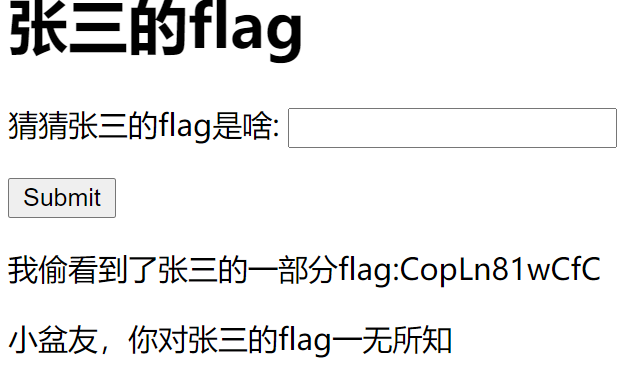 张三的flag
猜猜张三的flag是啥:
Submit
我偷看到了张三的一部分flag:CopLn81wCfC
小盆友，你对张三的flag一无所知